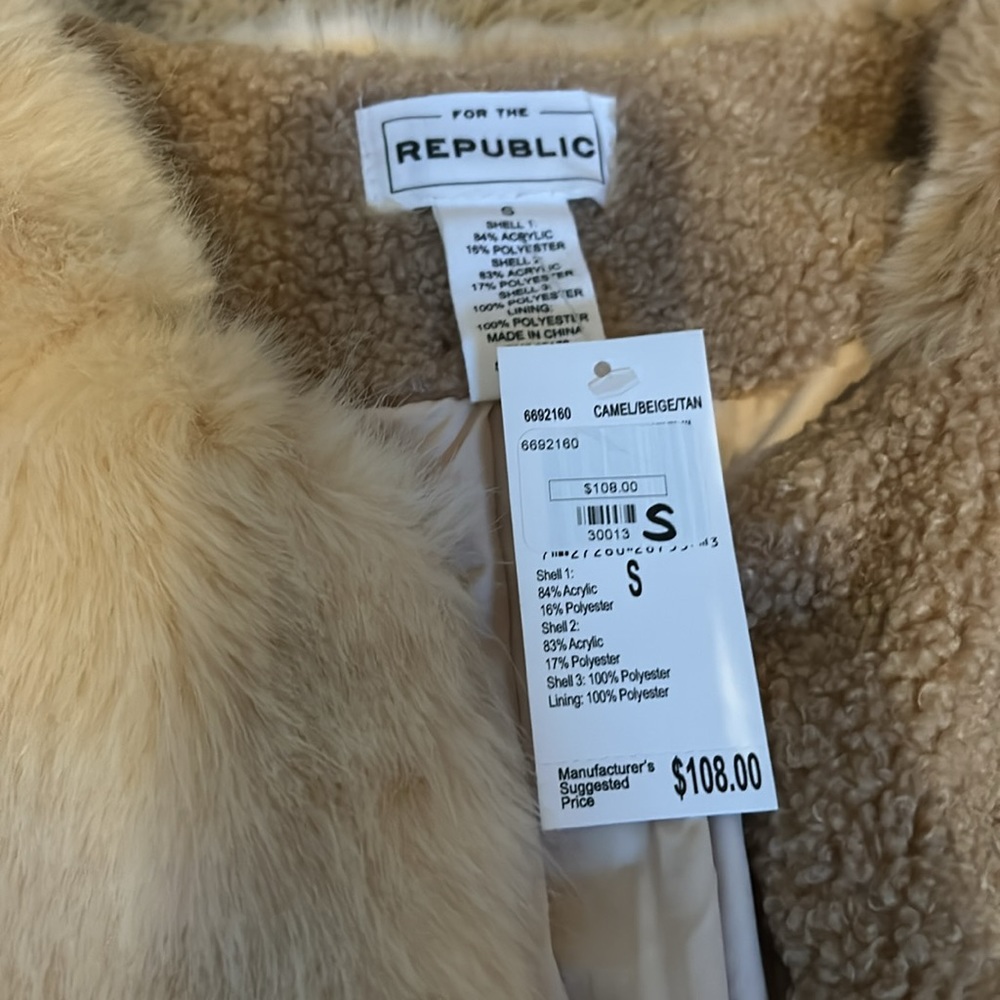 FOR THE
REPUBLIC
S
SHELL 1:
84% ACRYLIC
16% POLYESTER
SHELL 2:
83% ACRYLIC
17% POLYESTER
SHELL 3:
100% POLYESTER
LINING:
100% POLYESTER
MADE IN CHINA
6692160 CAMEL/BEIGE/TAN
6692160
$108.00
30013 S
S
Shell 1:
84% Acrylic
16% Polyester
Shell 2:
83% Acrylic
17% Polyester
Shell 3: 100% Polyester
Lining: 100% Polyester
Manufacturer's
Suggested
Price
$108.00